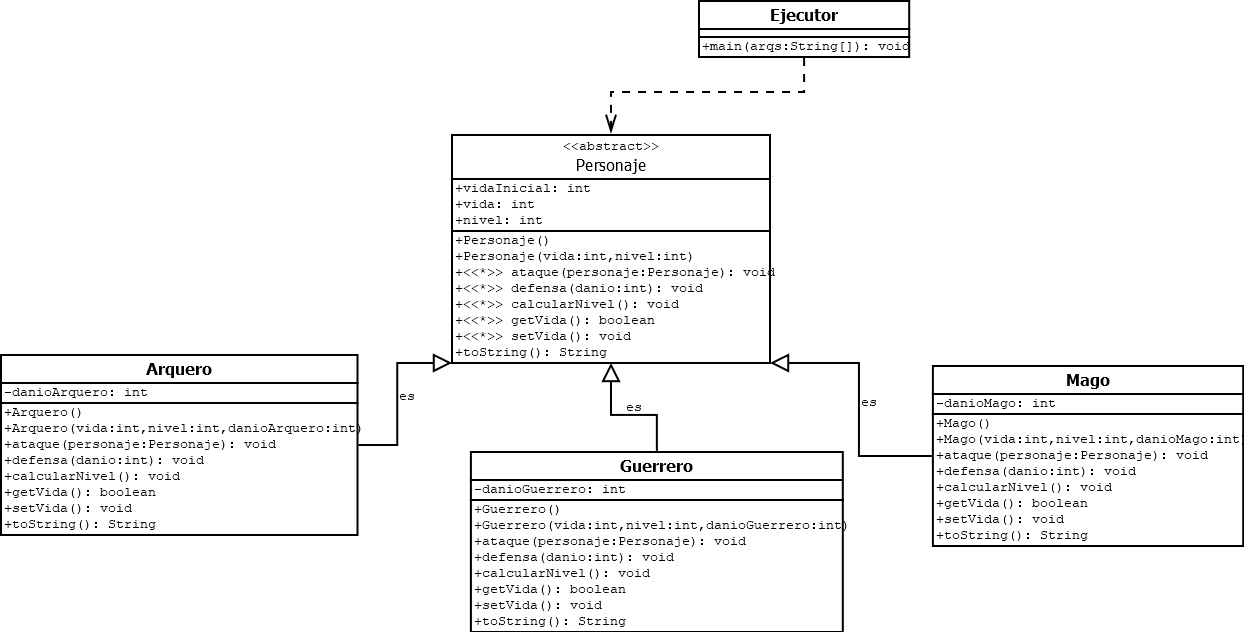 Ejecutor
+main(args:String[]): void
<<abstract>>
Personaje
+vidaInicial: int
+vida: int
+nivel: int
+Personaje()
+Personaje(vida:int,nivel:int)
+<<*>> ataque(personaje:Personaje): void
+<<*>> defensa(danio:int): void
+<<*>> calcularNivel(): void
+<<*>> getVida(): boolean
+<<*>> setVida(): void
+toString(): String
Arquero
-danioArquero: int
+Arquero()
+Arquero(vida:int,nivel:int,danioArquero:int)
+ataque(personaje:Personaje): void
+defensa(danio:int): void
+calcularNivel(): void
+getVida(): boolean
+setVida(): void
+toString(): String
es
es
es
Guerrero
-danioGuerrero: int
+Guerrero()
+Guerrero(vida:int,nivel:int,danioGuerrero:int)
+ataque(personaje:Personaje): void
+defensa(danio:int): void
+calcularNivel(): void
+getVida(): boolean
+setVida(): void
+toString(): String
Mago
-danioMago: int
+Mago()
+Mago(vida:int,nivel:int,danioMago:int
+ataque(personaje:Personaje): void
+defensa(danio:int): void
+calcularNivel(): void
+getVida(): boolean
+setVida(): void
+toString(): String